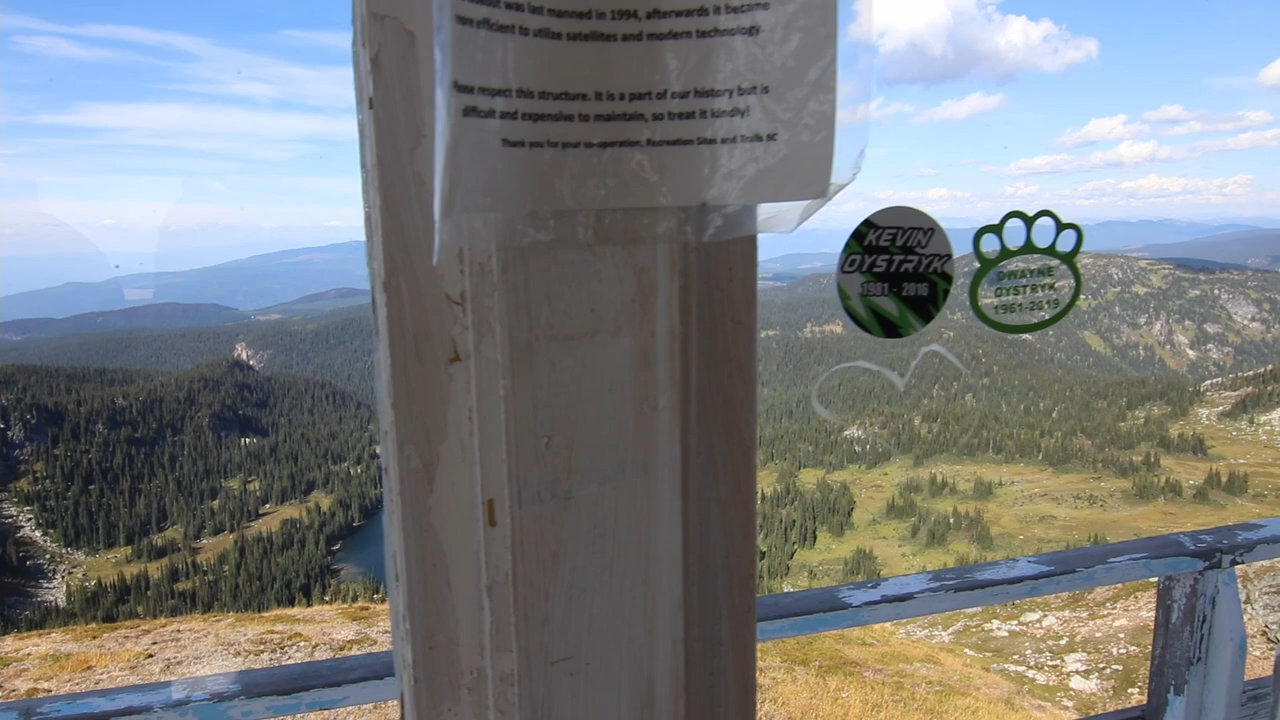 was last manned in 1994, afterwards it became
efficient to utilize satellites and modern technology.
respect this structure. It is a part of our history but is
difficult and expensive to maintain, so treat it kindly!
Thank you for your co-operation, Recreation Sites and Trails BC
KEVIN
OYSTRYK
1981 - 2016
DWAYNE
OYSTRYK
1961-2019